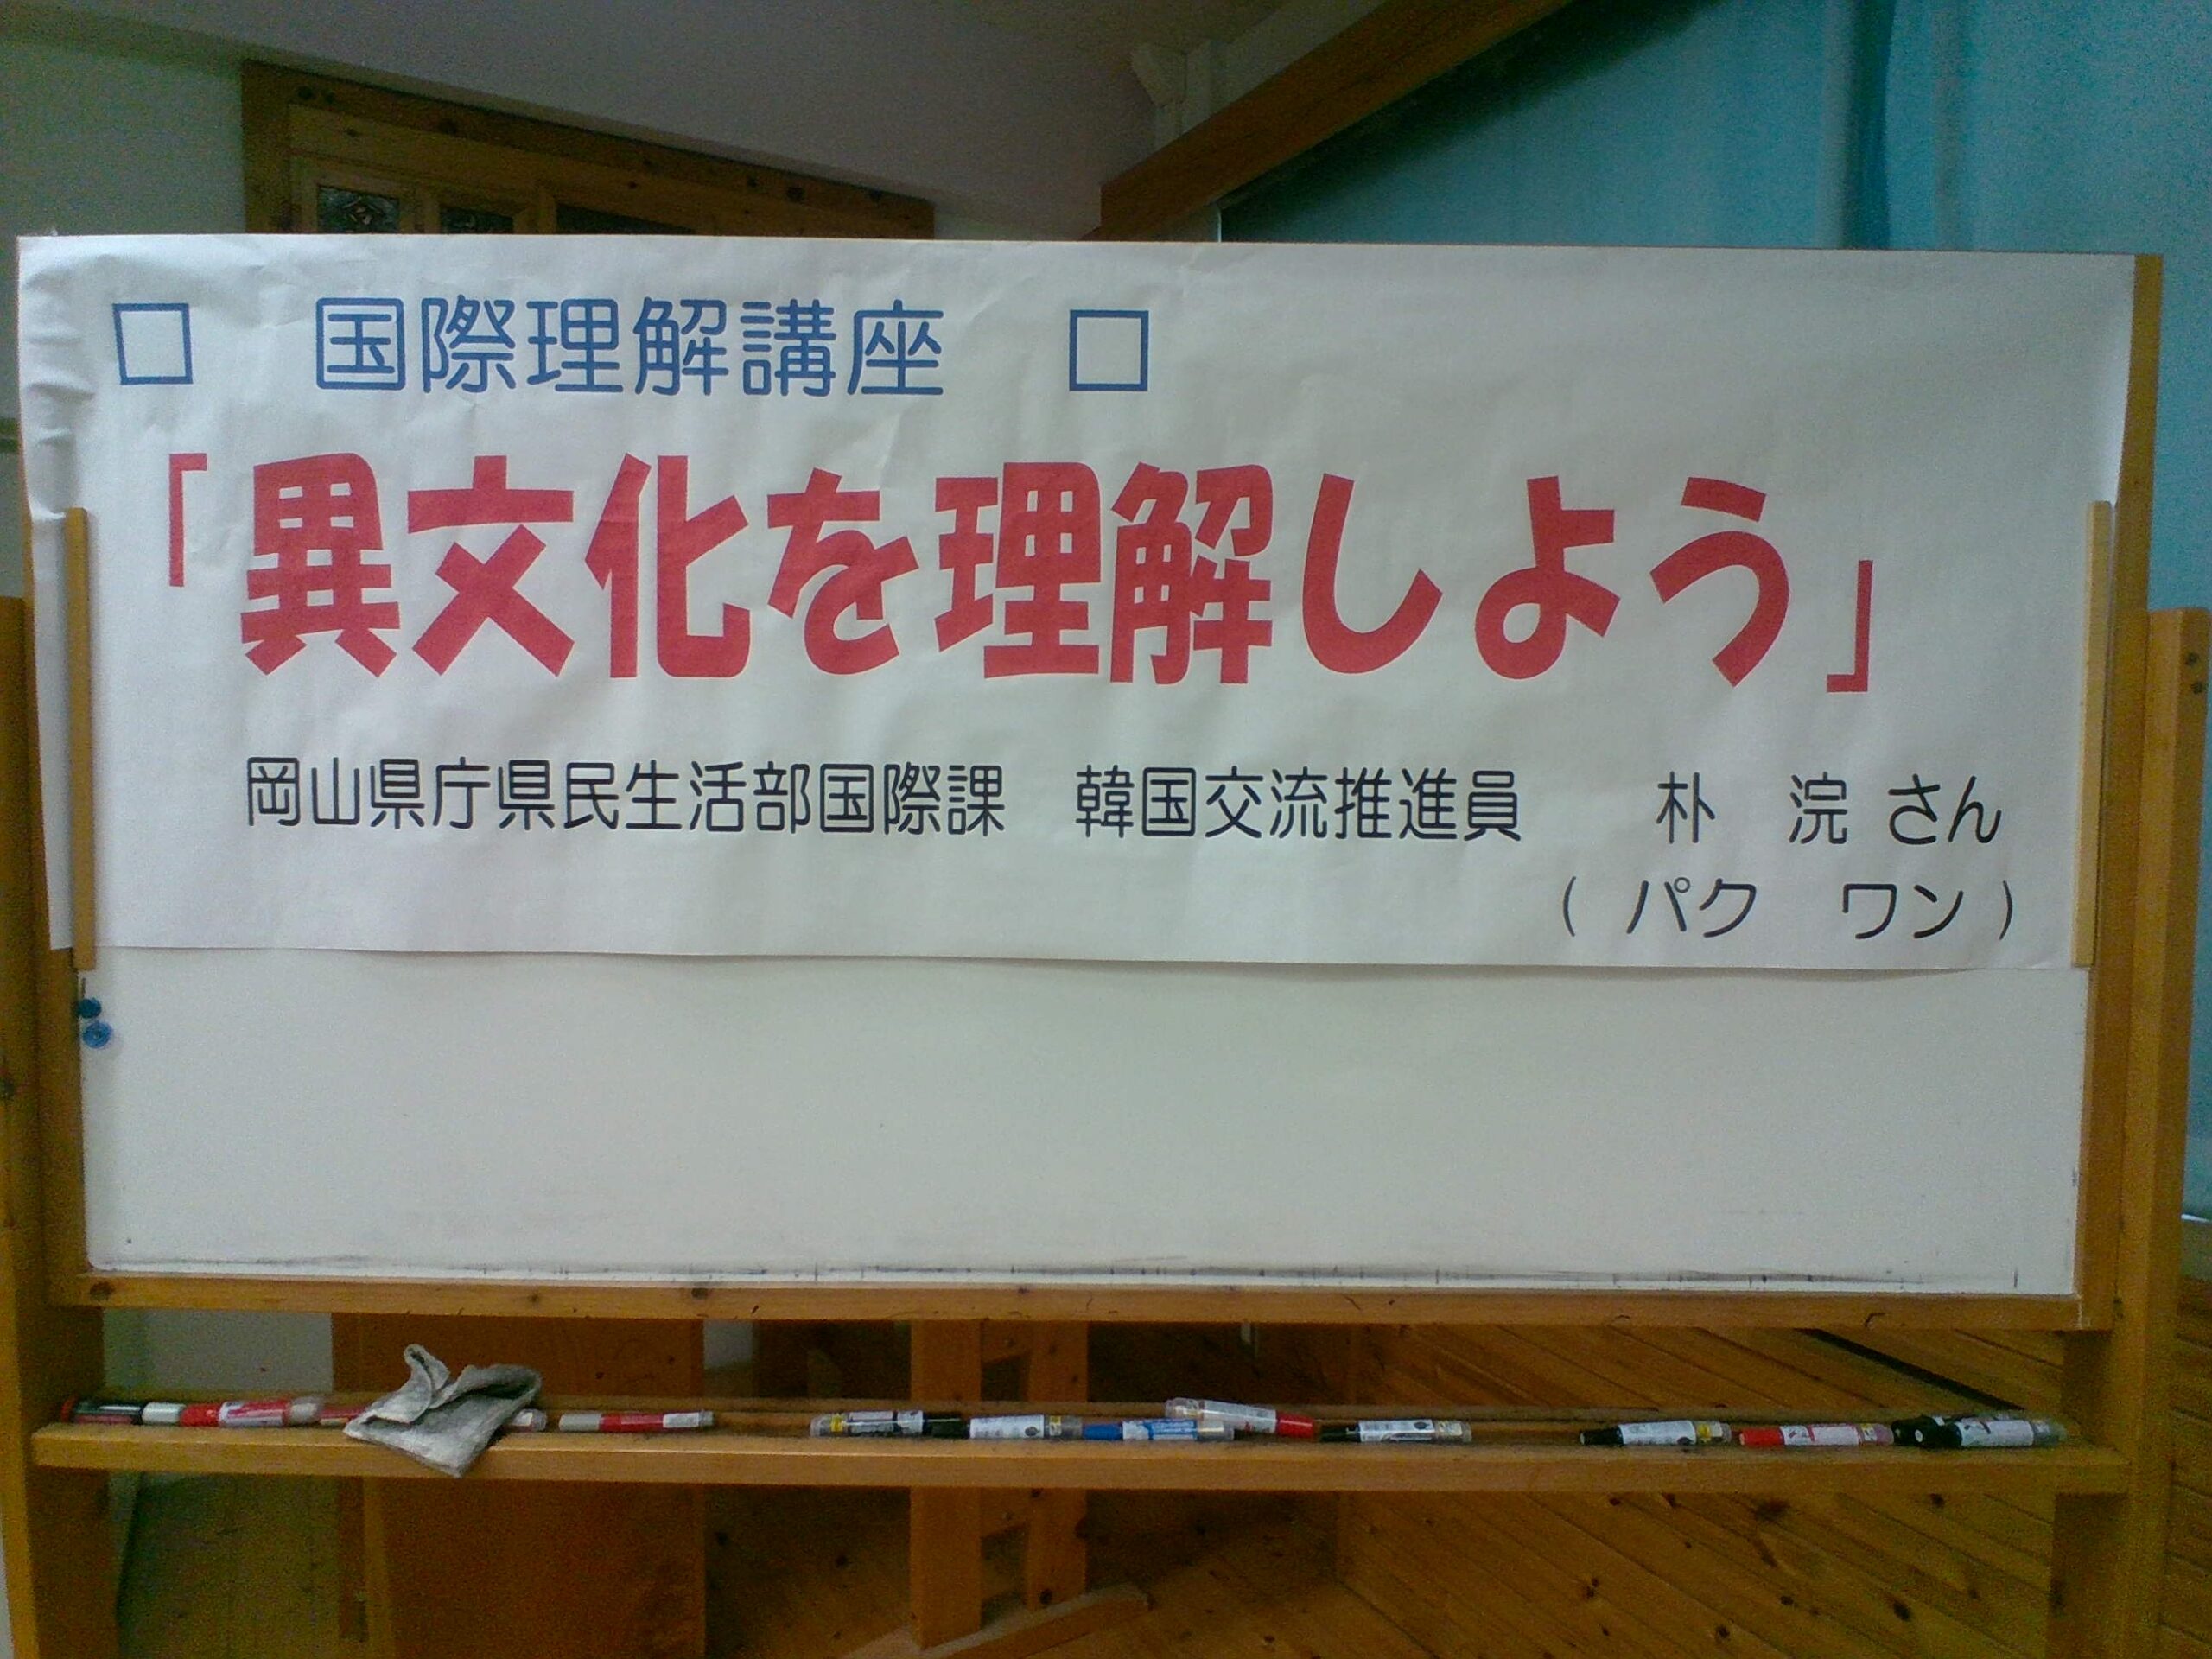 □ 国際理解講座 □
「異文化を理解しよう」
岡山県庁県民生活部国際課 韓国交流推進員 朴 浣 さん
( パク ワン )